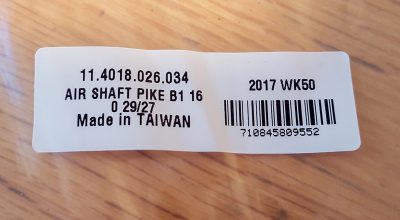 11.4018.026.034
AIR SHAFT PIKE B1 16
0 29/27
Made in TAIWAN
2017 WK50
710845809552